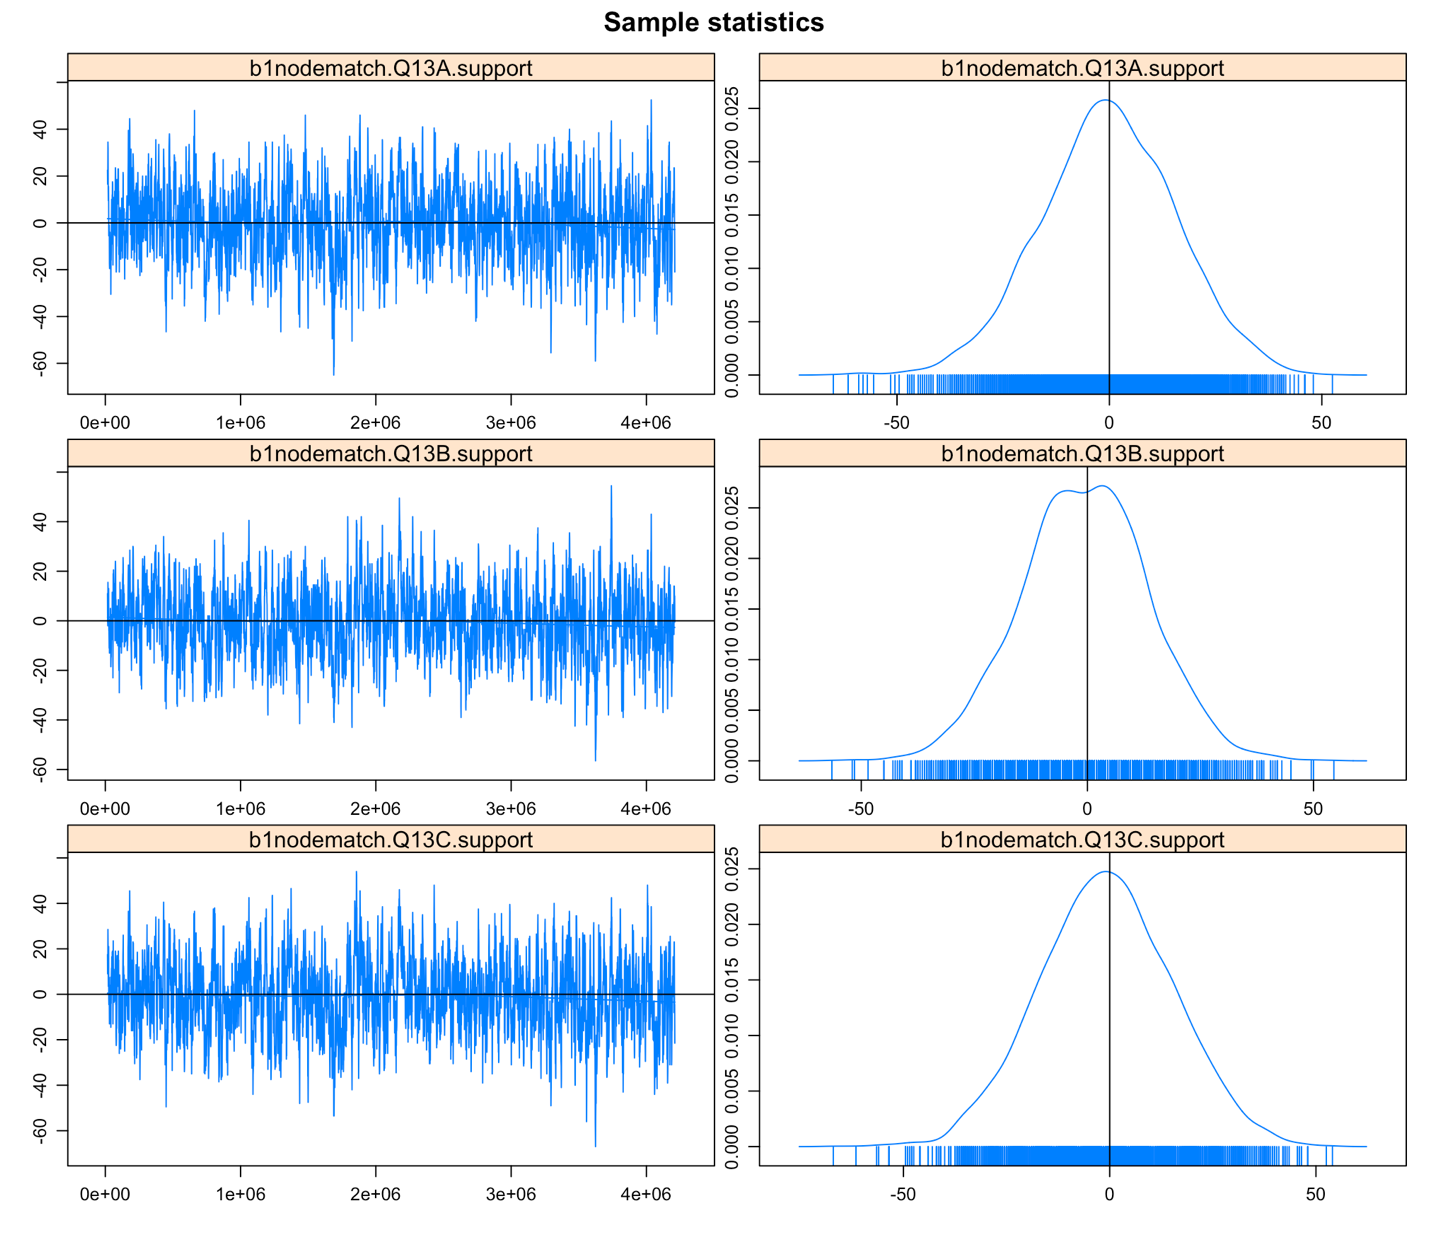 Sample statistics
b1nodematch.Q13A.support
40
20
0
-20
-40
-60
0e+00 1e+06 2e+06 3e+06 4e+06
b1nodematch.Q13A.support
0.025
0.020
0.015
0.010
0.005
0.000
-50 0 50
b1nodematch.Q13B.support
40
20
0
-20
-40
-60
0e+00 1e+06 2e+06 3e+06 4e+06
b1nodematch.Q13B.support
0.025
0.020
0.015
0.010
0.005
0.000
-50 0 50
b1nodematch.Q13C.support
40
20
0
-20
-40
-60
0e+00 1e+06 2e+06 3e+06 4e+06
b1nodematch.Q13C.support
0.025
0.020
0.015
0.010
0.005
0.000
-50 0 50